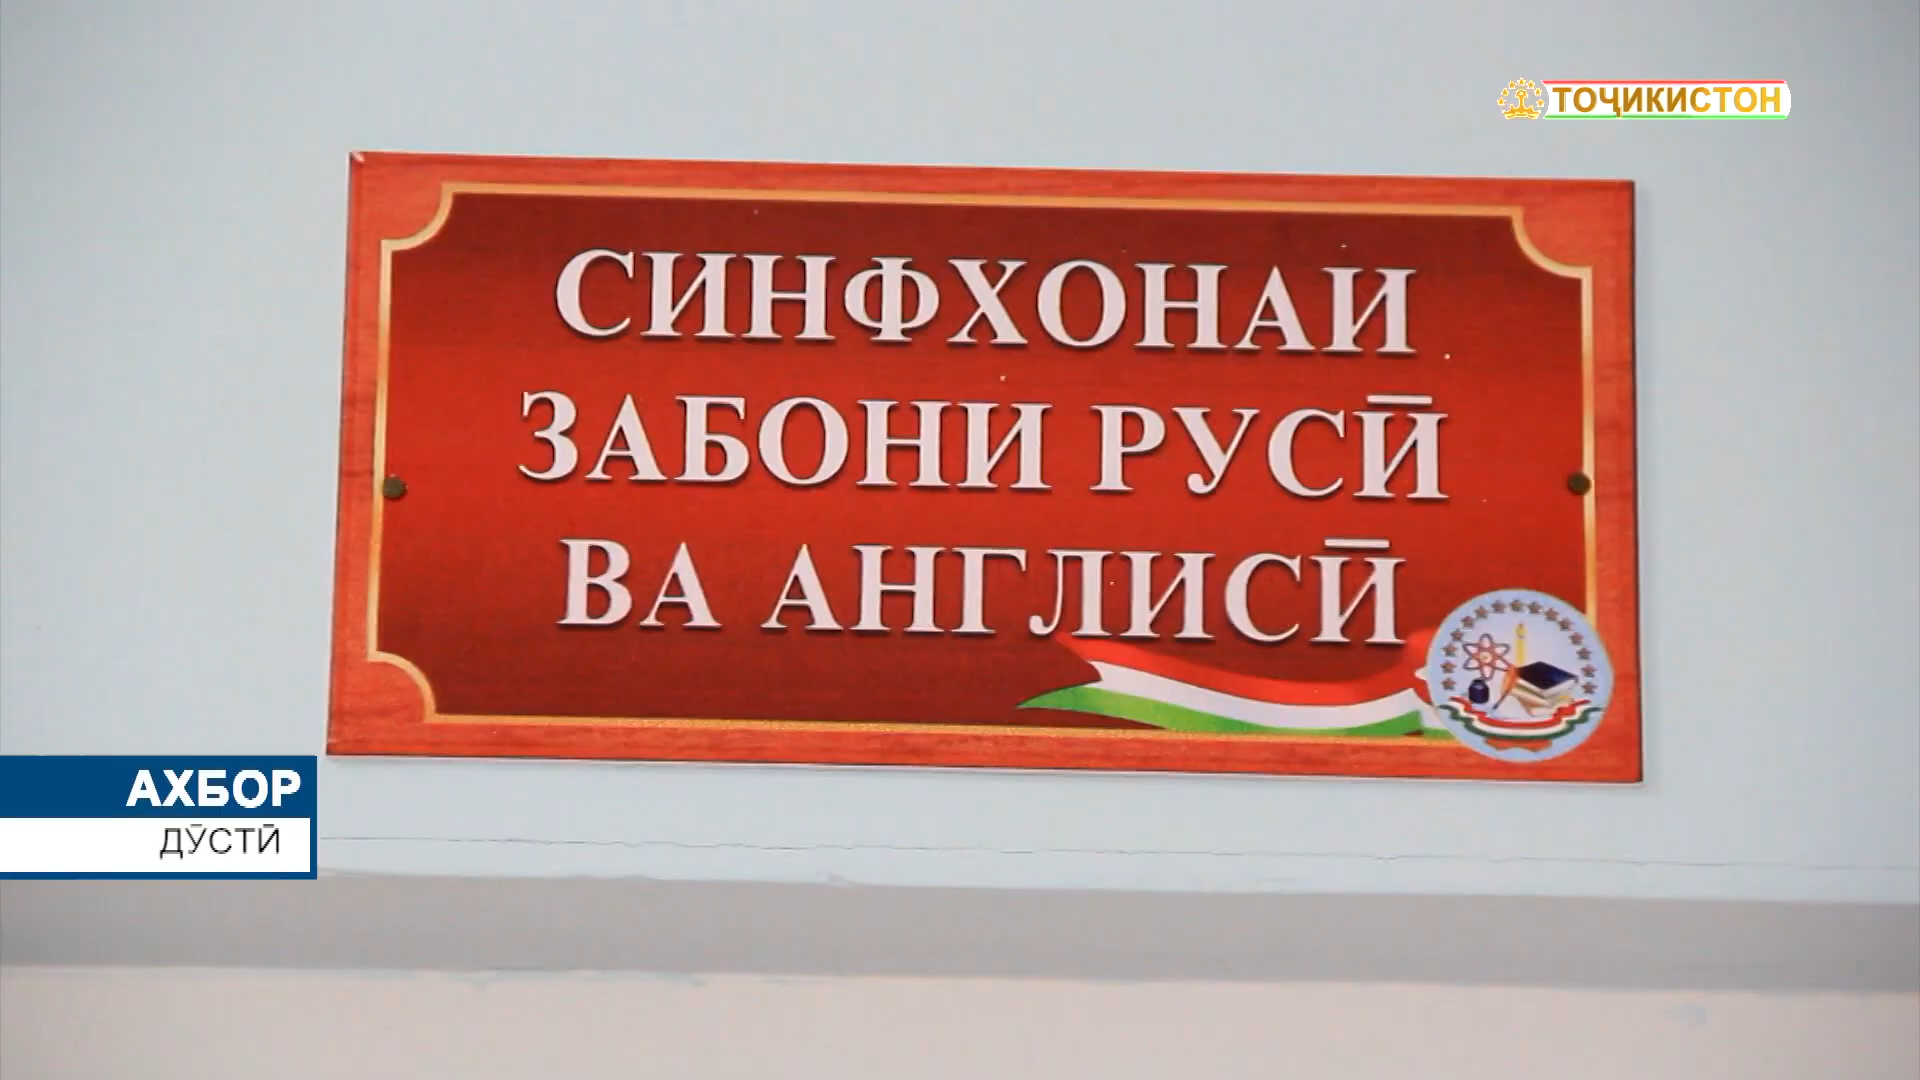 ТОҶИКИСТОН
СИНФХОНАИ
ЗАБОНИ РУСӢ
ВА АНГЛИСӢ
АХБОР
ДӮСТӢ